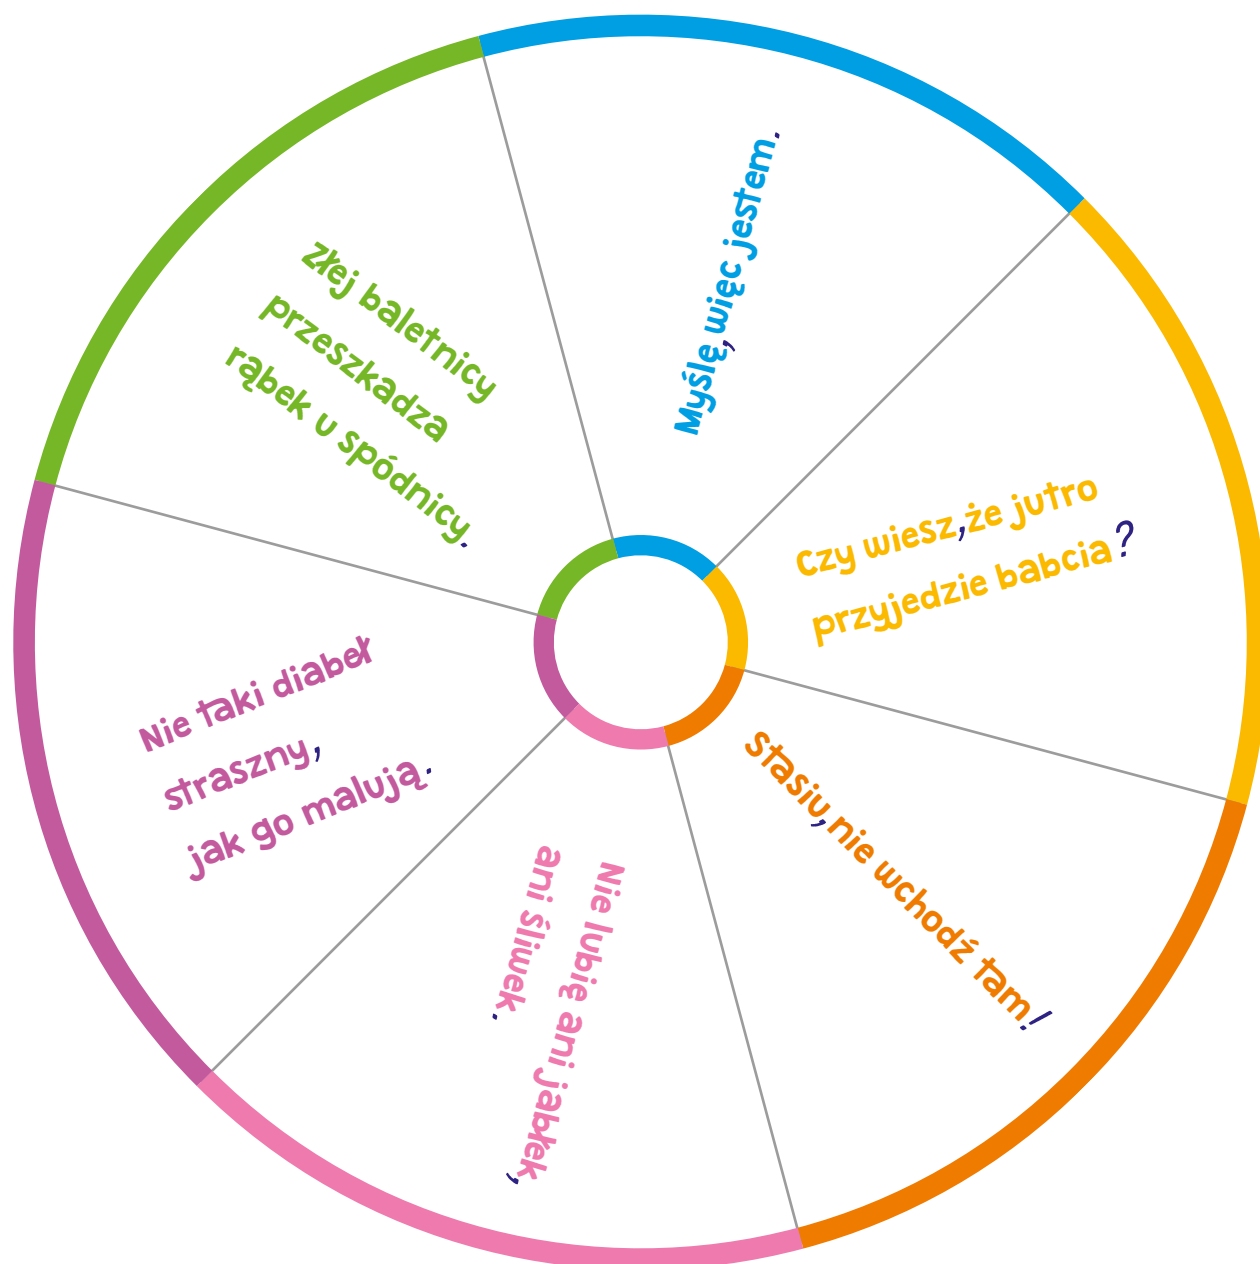 Myślę, więc jestem.
Czy wiesz, że jutro
przyjedzie babcia?
Stasiu, nie wchodź tam!
Nie lubię ani jabłek,
ani śliwek.
Nie taki diabeł
straszny,
jak go malują.
Złej baletnicy
przeszkadza
rąbek u spódnicy.